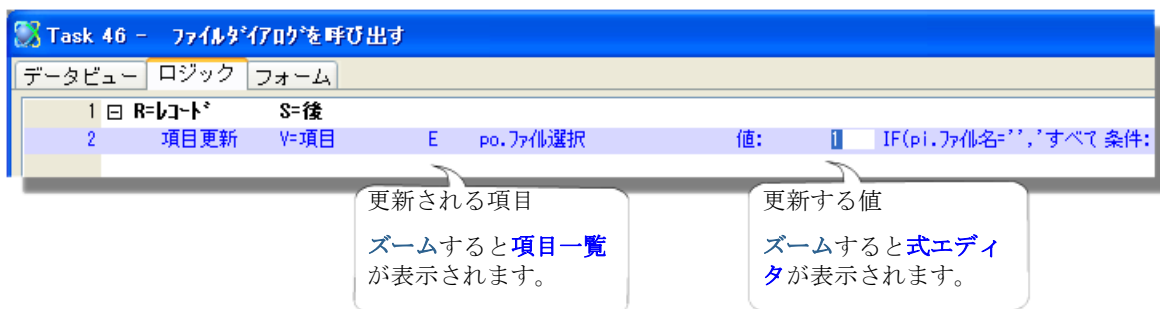 Task 46 - ファイルダイアログを呼び出す
データビュー ロジック フォーム
1 R=レコード S=後
2 項目更新 V=項目 E po.ファイル選択 値: 1 IF(pi.ファイル名='','すべて 条件:
更新される項目
ズームすると項目一覧
が表示されます。
更新する値
ズームすると式エディ
タが表示されます。